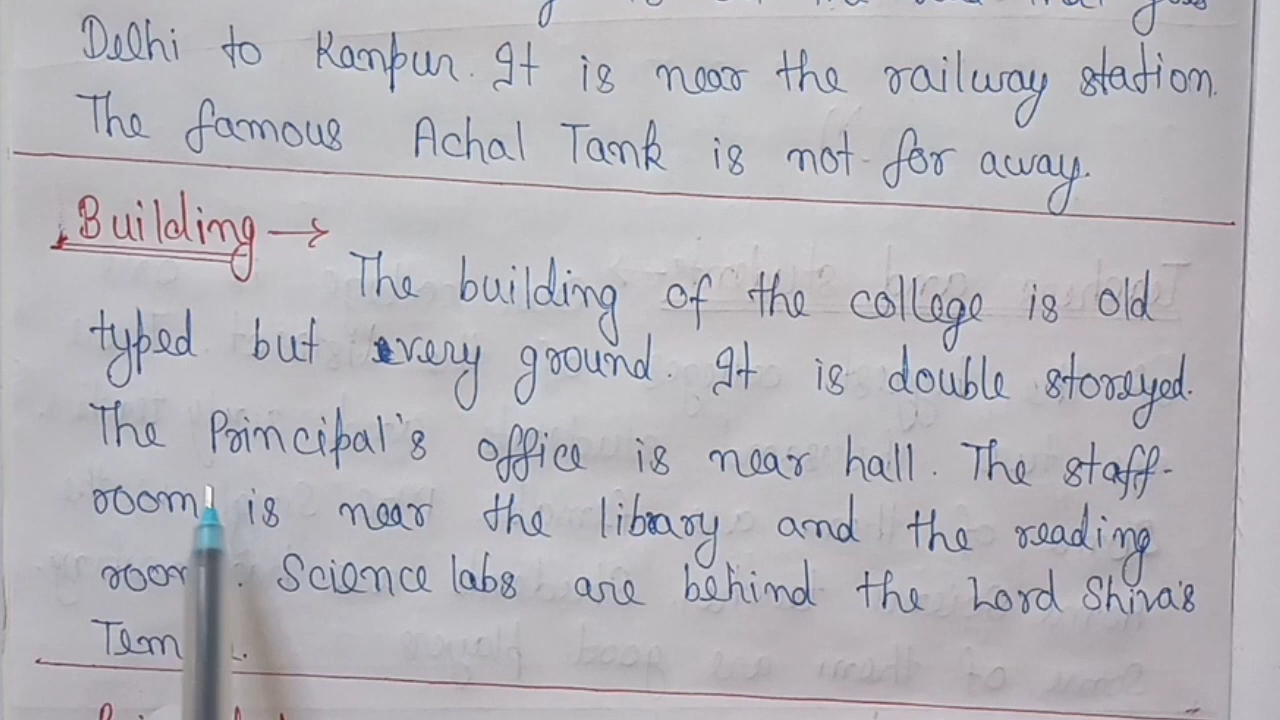 Delhi to Kanpur. It is near the railway station.
The famous Achal Tank is not far away.
Building →
The building of the college is old
typed but very ground. It is double storeyed.
The Principal's office is near hall. The staff-
room is near the library and the reading
room. Science labs are behind the Lord Shiva's